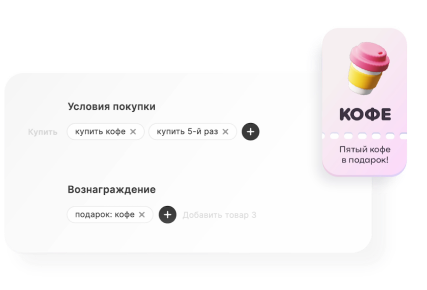 Условия покупки
Купить
купить кофе ×
купить 5-й раз ×
+
Вознаграждение
подарок: кофе ×
+
Добавить товар 3
КОФЕ
Пятый кофе
в подарок!